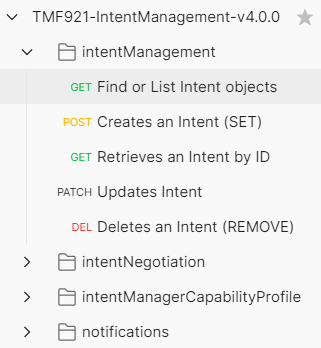 TMF921-IntentManagement-v4.0.0
intentManagement
GET Find or List Intent objects
POST Creates an Intent (SET)
GET Retrieves an Intent by ID
PATCH Updates Intent
DEL Deletes an Intent (REMOVE)
intentNegotiation
intentManagerCapabilityProfile
notifications